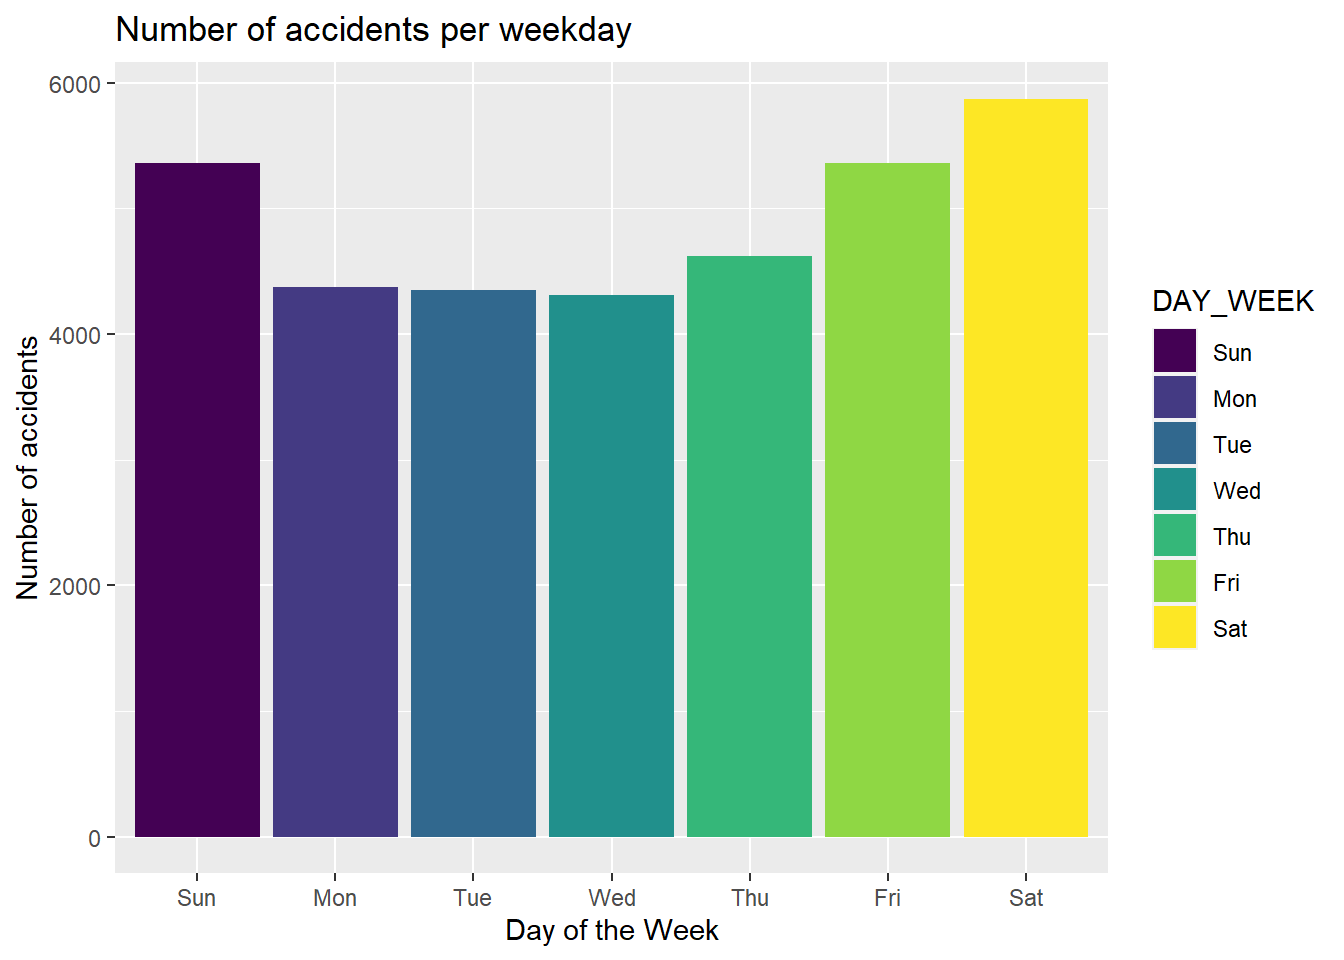 Number of accidents per weekday
Number of accidents
6000
4000
2000
0
Sun Mon Tue Wed Thu Fri Sat
Day of the Week
DAY_WEEK
Sun
Mon
Tue
Wed
Thu
Fri
Sat